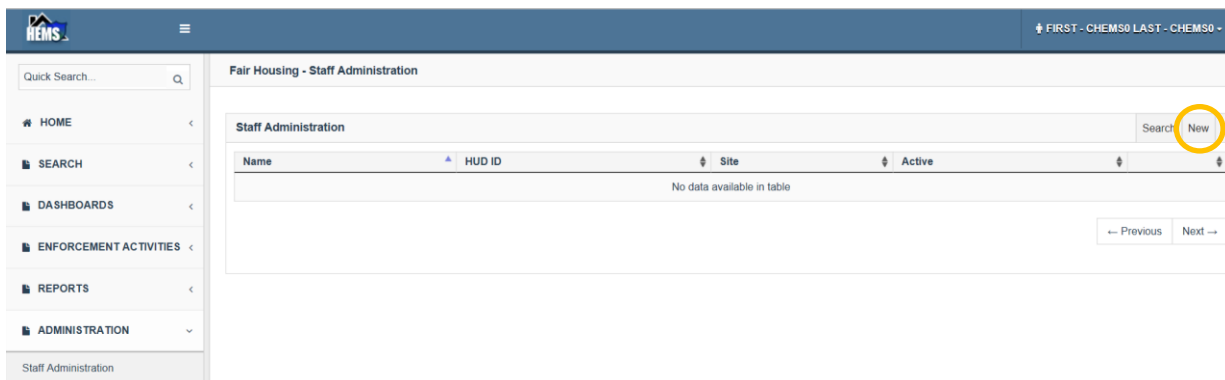 HEMS
FIRST - CHEMS0 LAST - CHEMS0
Quick Search...
Fair Housing - Staff Administration
HOME
SEARCH
DASHBOARDS
ENFORCEMENT ACTIVITIES
REPORTS
ADMINISTRATION
Staff Administration
Staff Administration
Search New
Name HUD ID Site Active
No data available in table
← Previous Next →